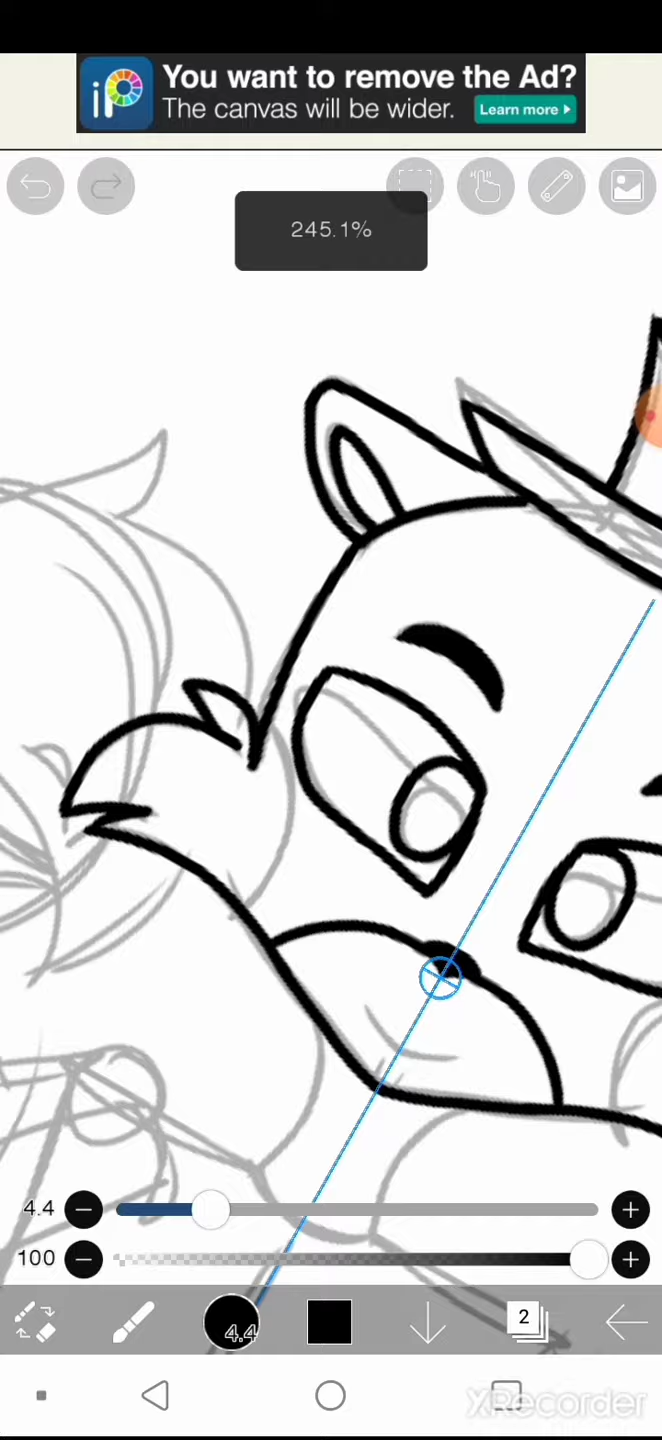 iP
You want to remove the Ad?
The canvas will be wider.
Learn more
245.1%
4.4
100
4.4
2
XRecorder